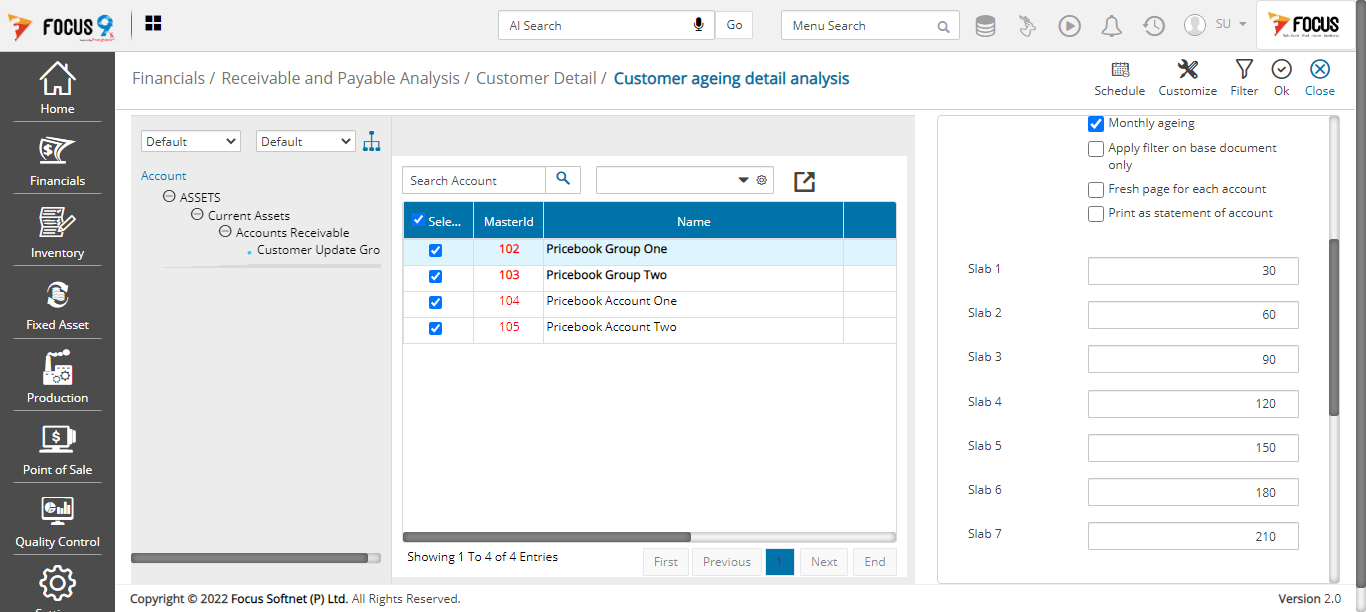 FOCUS 9
AI Search
Go
Menu Search
SU
FOCUS
Home
Financials
Inventory
Fixed Asset
Production
Point of Sale
Quality Control
Financials / Receivable and Payable Analysis / Customer Detail / Customer ageing detail analysis
Schedule
Customize
Filter
Ok
Close
Default
Default
Account
ASSETS
Current Assets
Accounts Receivable
Customer Update Gro
Search Account
Sele... MasterId Name
102 Pricebook Group One
103 Pricebook Group Two
104 Pricebook Account One
105 Pricebook Account Two
Showing 1 To 4 of 4 Entries
First Previous 1 Next End
Monthly ageing
Apply filter on base document
only
Fresh page for each account
Print as statement of account
Slab 1 30
Slab 2 60
Slab 3 90
Slab 4 120
Slab 5 150
Slab 6 180
Slab 7 210
Copyright © 2022 Focus Softnet (P) Ltd. All Rights Reserved.
Version 2.0